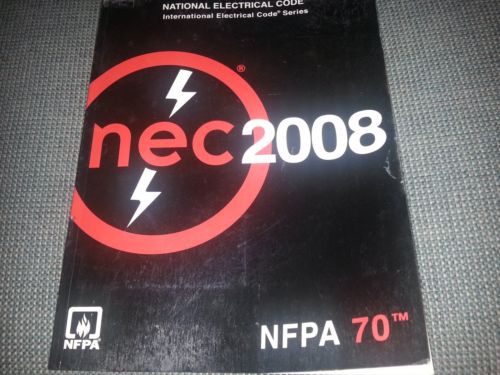 NATIONAL ELECTRICAL CODE
International Electrical Code® Series
®
nec2008
NFPA®
NFPA 70™